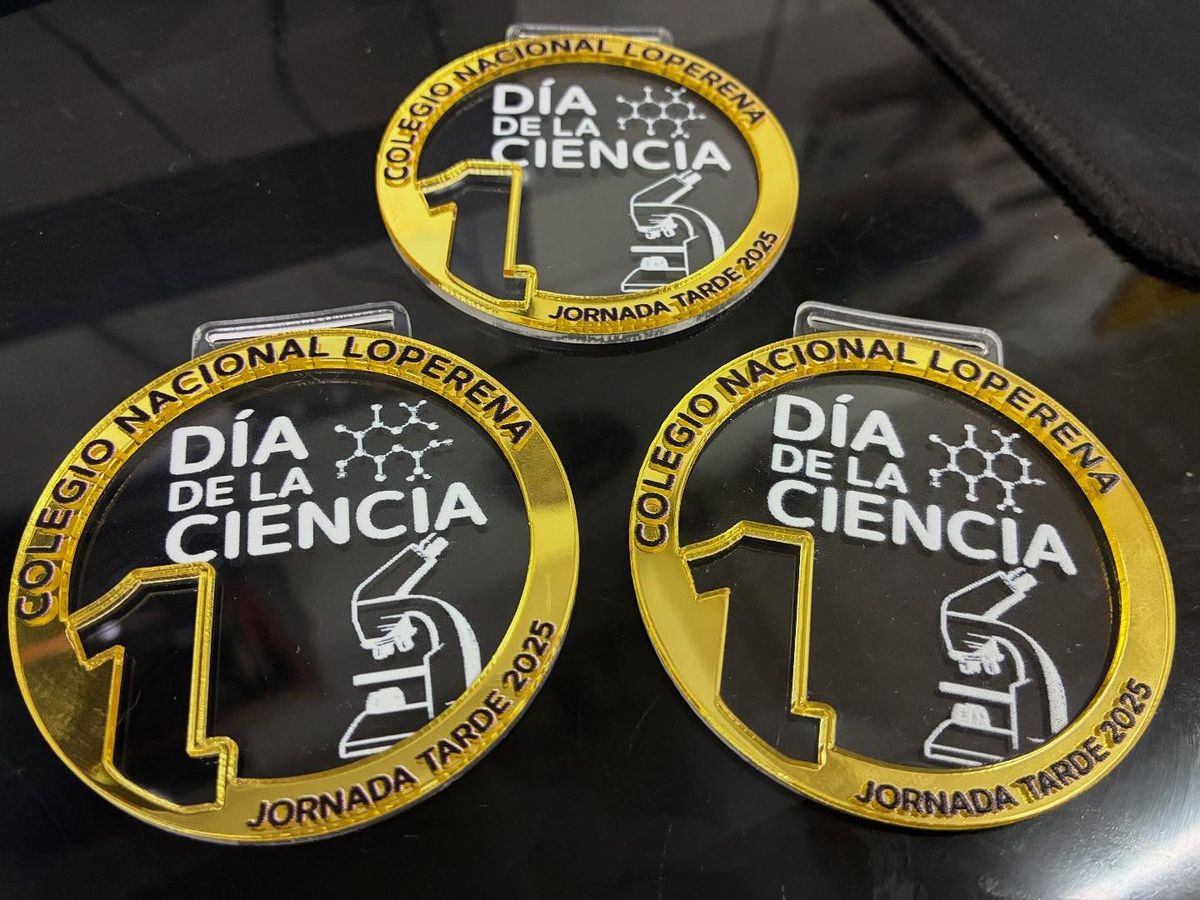 COLEGIO NACIONAL LOPERENA
DÍA
DE LA
CIENCIA
1
JORNADA TARDE 2025
COLEGIO NACIONAL LOPERENA
DÍA
DE LA
CIENCIA
1
JORNADA TARDE 2025
COLEGIO NACIONAL LOPERENA
DÍA
DE LA
CIENCIA
1
JORNADA TARDE 2025